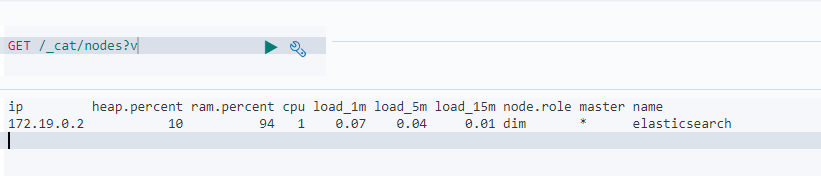 GET /_cat/nodes?v
ip heap.percent ram.percent cpu load_1m load_5m load_15m node.role master name
172.19.0.2 10 94 1 0.07 0.04 0.01 dim * elasticsearch